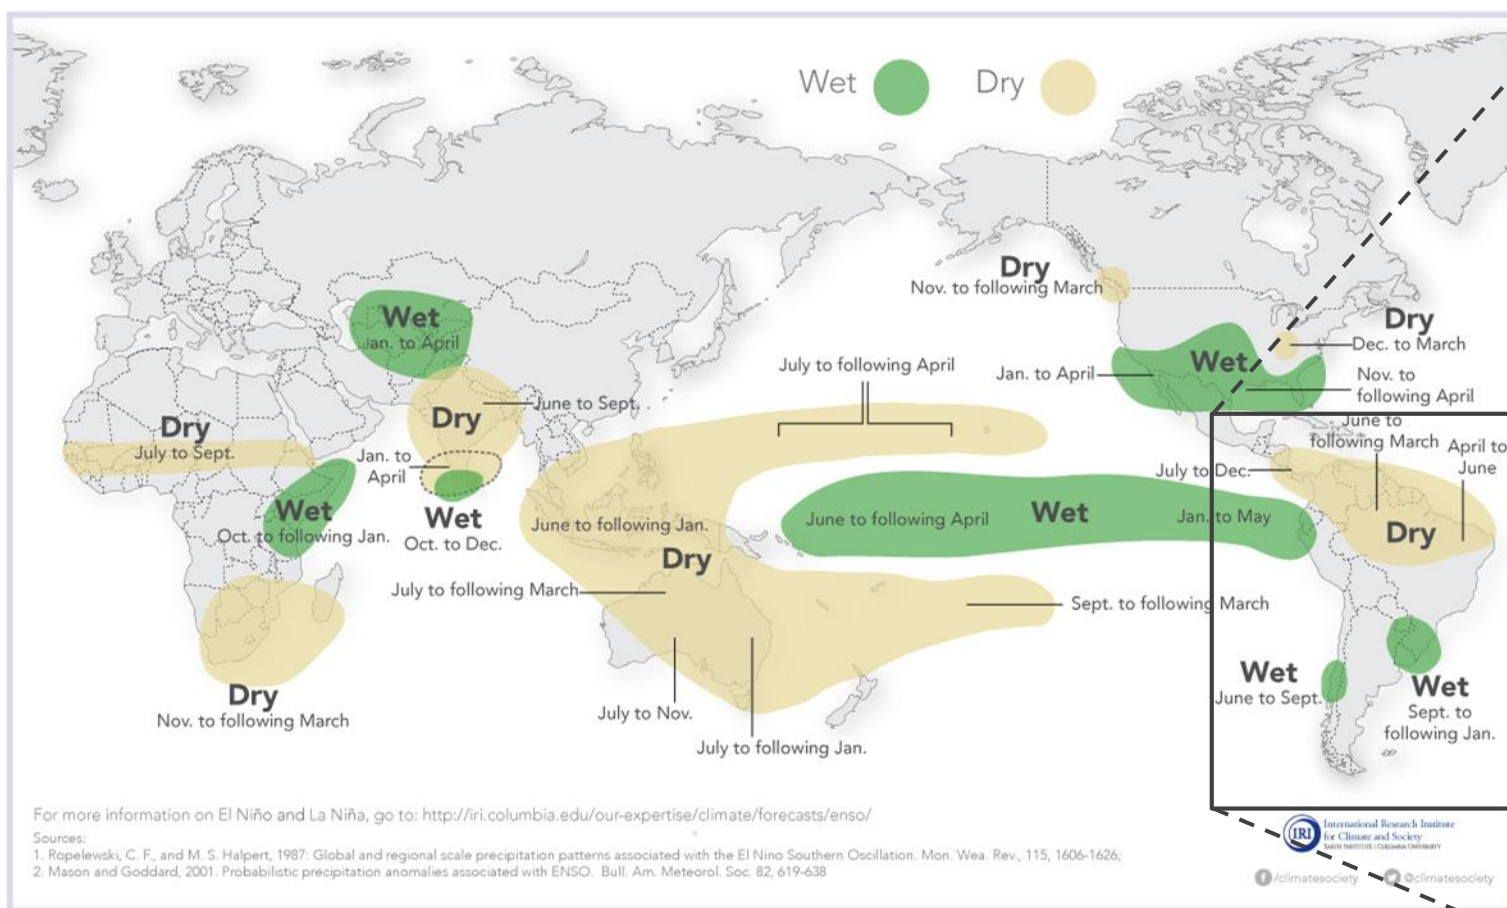 Wet
Dry
Dry
Nov. to following March
Dry
Dec. to March
Wet
Jan. to April
July to following April
Jan. to April
Wet
Nov. to
following April
Dry
July to Sept.
Dry
June to Sept.
Jan. to
April
June to
following March
April to
June
July to Dec.
Wet
Oct. to following Jan.
Wet
Oct. to Dec.
June to following Jan.
Dry
June to following April
Wet
Jan. to May
Dry
July to following March
Sept. to following March
Dry
Nov. to following March
July to Nov.
July to following Jan.
Wet
June to Sept.
Wet
Sept. to
following Jan.
For more information on El Niño and La Niña, go to: http://iri.columbia.edu/our-expertise/climate/forecasts/enso/
Sources:
1. Ropelewski, C. F., and M. S. Halpert, 1987: Global and regional scale precipitation patterns associated with the El Nino Southern Oscillation. Mon. Wea. Rev., 115, 1606-1626;
2. Mason and Goddard, 2001. Probabilistic precipitation anomalies associated with ENSO. Bull. Am. Meteorol. Soc. 82, 619-638
IRI
International Research Institute
for Climate and Society
EARTH INSTITUTE | COLUMBIA UNIVERSITY
/climatesociety
@climatesociety